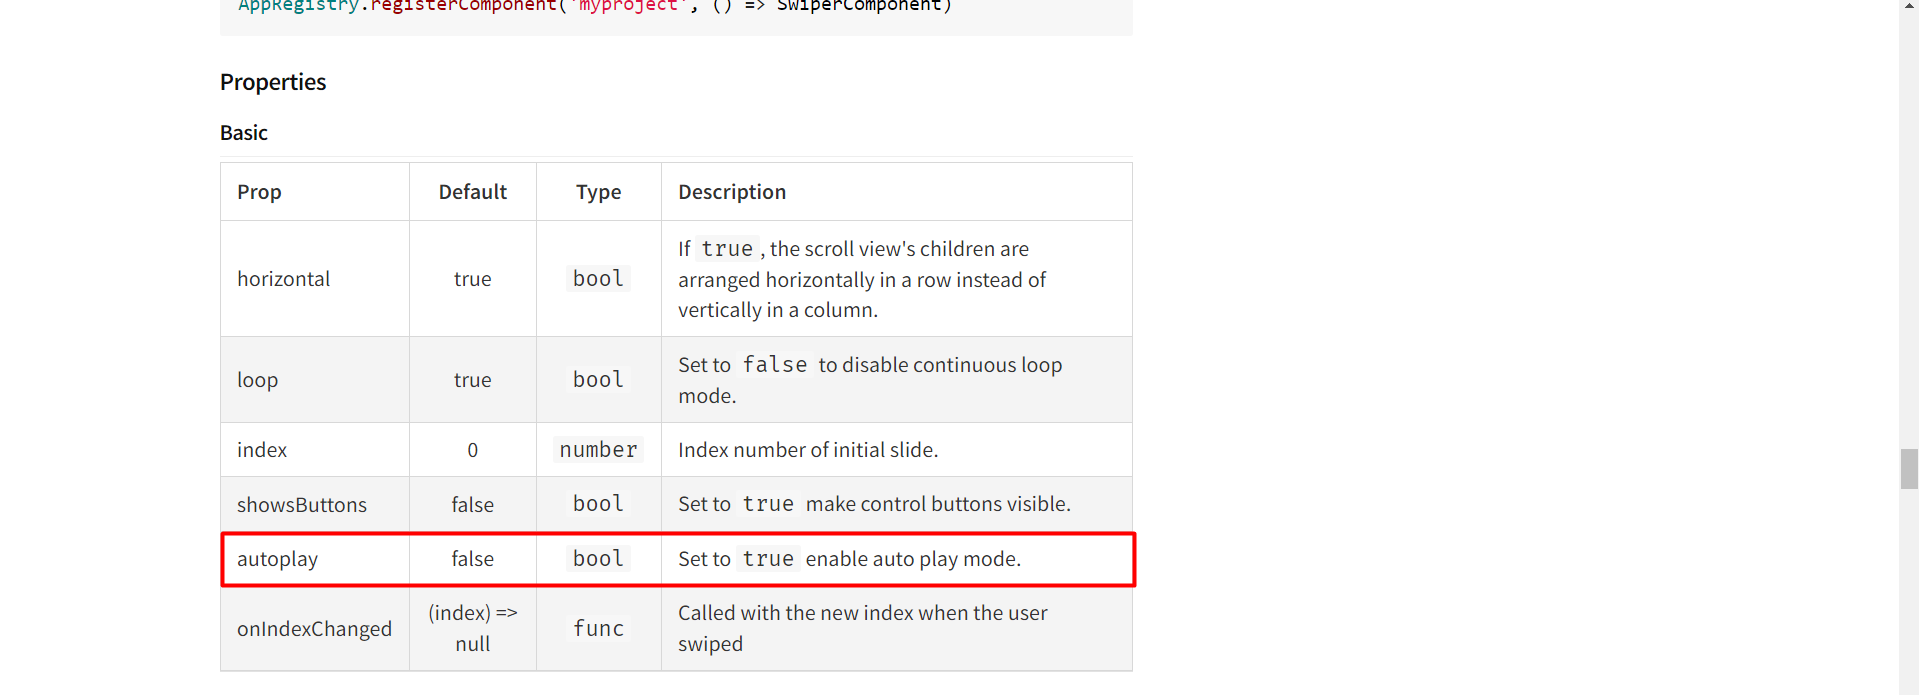 AppRegistry.registerComponent('myproject', () => SwiperComponent)
Properties
Basic
Prop Default Type Description
horizontal true bool If true, the scroll view's children are
arranged horizontally in a row instead of
vertically in a column.
loop true bool Set to false to disable continuous loop
mode.
index 0 number Index number of initial slide.
showsButtons false bool Set to true make control buttons visible.
autoplay false bool Set to true enable auto play mode.
onIndexChanged (index) => null func Called with the new index when the user
swiped